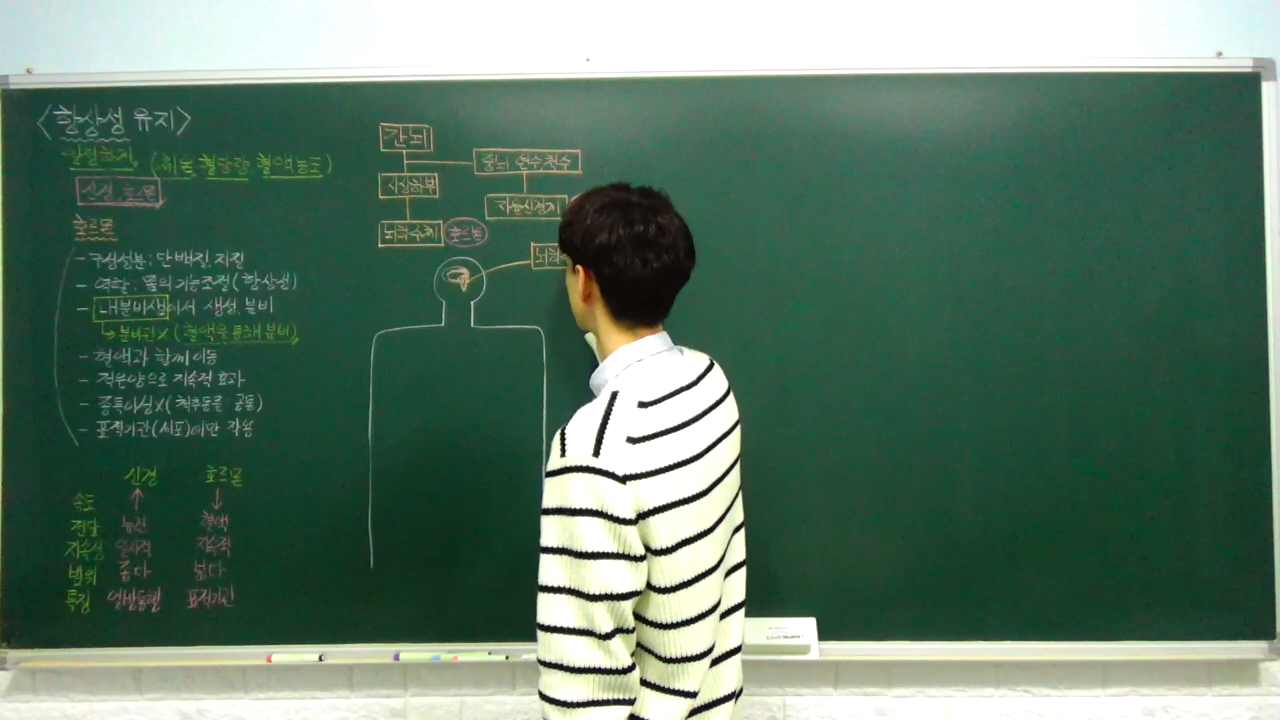 <항상성 유지>
일정하게 (체온, 혈당량, 혈액농도)
신경, 호르몬
호르몬
- 구성성분: 단백질, 지질
- 역할: 몸의 기능조절(항상성)
- 내분비샘에서 생성, 분비
↳ 분비관X (혈액을 통해 분비)
- 혈액과 함께 이동
- 적은양으로 지속적 효과
- 종특이성X(척추동물 공통)
- 표적기관(세포)에만 작용
신경 호르몬
속도 ↑ ↓
전달 뉴런 혈액
지속성 일시적 지속적
범위 좁다 넓다
특징 일방통행 표적기관
간뇌
중뇌 연수 척수
시상하부
자율신경계
뇌하수체 호르몬
뇌하